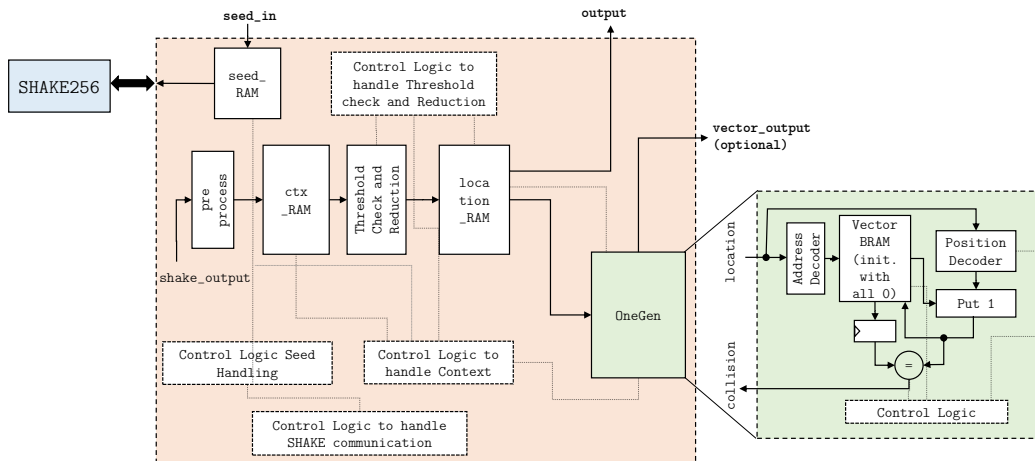 seed_in
output
SHAKE256
seed_
RAM
Control Logic to
handle Threshold
check and Reduction
vector_output
(optional)
pre
process
ctx
_RAM
Threshold
Check and
Reduction
loca
tion
_RAM
shake_output
OneGen
location
Address
Decoder
Vector
BRAM
(init.
with
all 0)
Position
Decoder
Put 1
=
collision
Control Logic
Control Logic Seed
Handling
Control Logic to
handle Context
Control Logic to handle
SHAKE communication